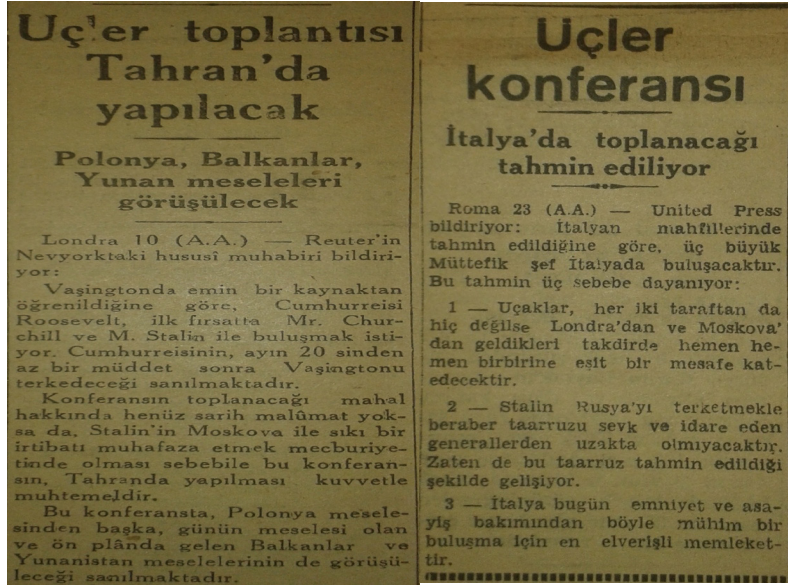 Uç'er toplantısı
Tahran'da
yapılacak
Polonya, Balkanlar,
Yunan meseleleri
görüşülecek
Londra 10 (A.A.) — Reuter'in
Nevyorktaki hususî muhabiri bildiri-
yor:
Vaşingtonda emin bir kaynaktan
öğrenildiğine göre, Cumhurreisi
Roosevelt, ilk fırsatta Mr. Chur-
chill ve M. Stalin ile buluşmak isti-
yor. Cumhurreisinin, ayın 20 sinden
az bir müddet sonra Vaşingtonu
terkedeceği sanılmaktadır.
Konferansın toplanacağı mahal
hakkında henüz sarih malûmat yok-
sa da, Stalin'in Moskova ile sıkı bir
irtibatı muhafaza etmek mecburiye-
tinde olması sebebile bu konferan-
sın, Tahranda yapılması kuvvetle
muhtemeldir.
Bu konferansta, Polonya mesele-
sinden başka, günün meselesi olan
ve ön plânda gelen Balkanlar ve
Yunanistan meselelerinin de görüşü-
leceği sanılmaktadır.
Üçler
konferansı
İtalya'da toplanacağı
tahmin ediliyor
Roma 23 (A.A.) — United Press
bildiriyor: İtalyan mahfillerinde
tahmin edildiğine göre, üç büyük
Müttefik şef İtalyada buluşacaktır.
Bu tahmin üç sebebe dayanıyor:
1 — Uçaklar, her iki taraftan da
hiç değilse Londra'dan ve Moskova'
dan geldikleri takdirde hemen he-
men birbirine eşit bir mesafe kat-
edecektir.
2 — Stalin Rusya'yı terketmekle
beraber taarruzu sevk ve idare eden
generallerden uzakta olmıyacaktır.
Zaten de bu taarruz tahmin edildiği
şekilde gelişiyor.
3 — İtalya bugün emniyet ve asa-
yiş bakımından böyle mühim bir
buluşma için en elverişli memleket-
tir.